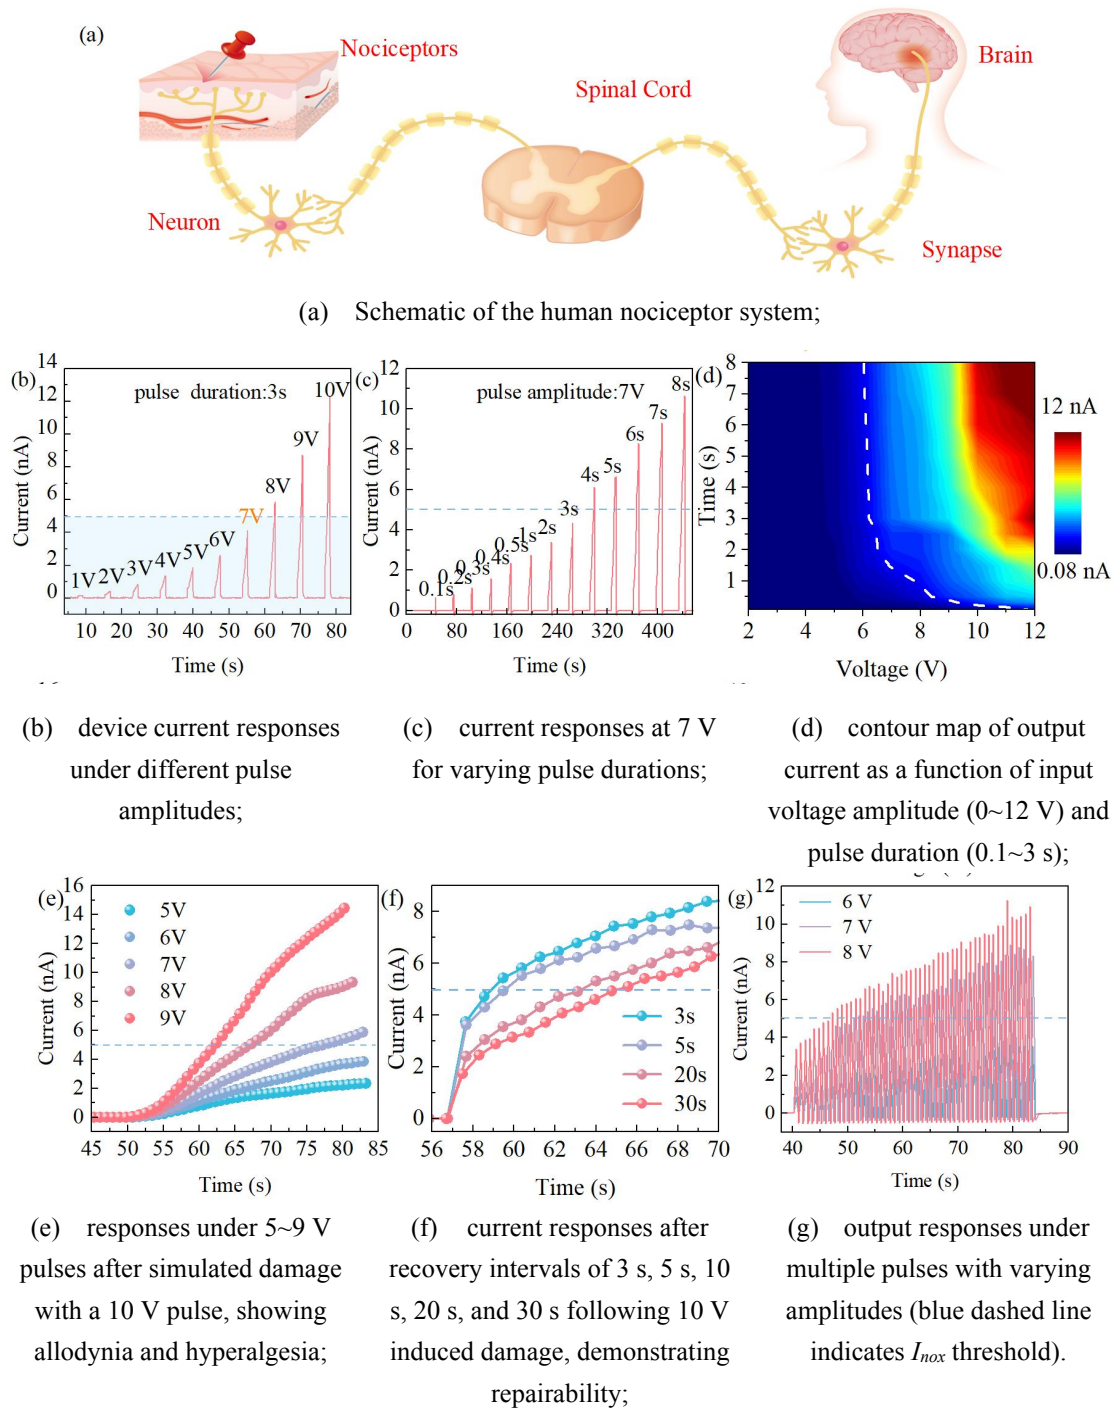 (a)
Nociceptors
Spinal Cord
Brain
Neuron
Synapse
(a) Schematic of the human nociceptor system;
(b)
pulse duration:3s
Current (nA)
14
12
10
8
6
4
2
0
1V
2V
3V
4V
5V
6V
7V
8V
9V
10V
10 20 30 40 50 60 70 80
Time (s)
(c)
pulse amplitude:7V
Current (nA)
12
10
8
6
4
2
0
0.1s
0.2s
0.3s
0.4s
0.5s
1s
2s
3s
4s
5s
6s
7s
8s
0 80 160 240 320 400
Time (s)
(d)
Time (s)
8
7
6
5
4
3
2
1
2 4 6 8 10 12
Voltage (V)
12 nA
0.08 nA
(b) device current responses
under different pulse
amplitudes;
(c) current responses at 7 V
for varying pulse durations;
(d) contour map of output
current as a function of input
voltage amplitude (0~12 V) and
pulse duration (0.1~3 s);
(e)
Current (nA)
16
14
12
10
8
6
4
2
0
5V
6V
7V
8V
9V
45 50 55 60 65 70 75 80 85
Time (s)
(f)
Current (nA)
8
6
4
2
0
3s
5s
20s
30s
56 58 60 62 64 66 68 70
Time (s)
(g)
Current (nA)
12
10
8
6
4
2
0
6 V
7 V
8 V
40 50 60 70 80 90
Time (s)
(e) responses under 5~9 V
pulses after simulated damage
with a 10 V pulse, showing
allodynia and hyperalgesia;
(f) current responses after
recovery intervals of 3 s, 5 s, 10
s, 20 s, and 30 s following 10 V
induced damage, demonstrating
repairability;
(g) output responses under
multiple pulses with varying
amplitudes (blue dashed line
indicates Inox threshold).